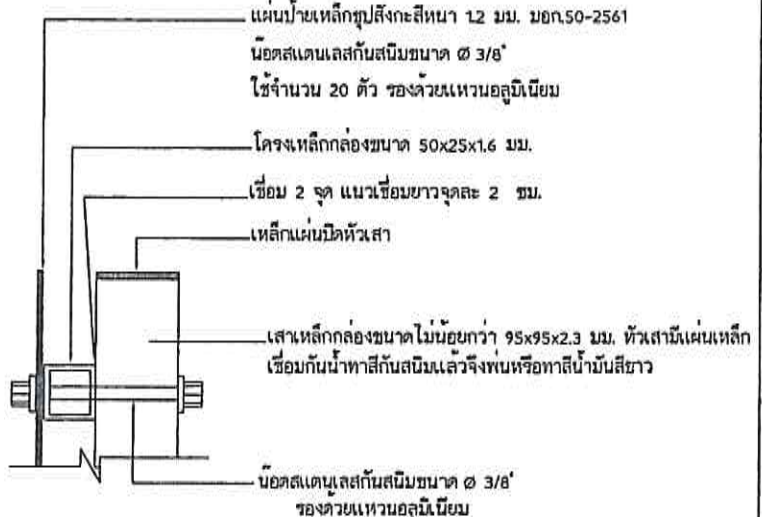 แผ่นป้ายเหล็กชุปสังกะสีหนา 1.2 มม. มอก.50-2561
น๊อตสแตนเลสกันสนิมขนาด Ø 3/8"
ใช้จำนวน 20 ตัว รองด้วยแหวนอลูมิเนียม
โครงเหล็กกล่องขนาด 50x25x1.6 มม.
เชื่อม 2 จุด แนวเชื่อมยาวจุดละ 2 ซม.
เหล็กแผ่นปิดหัวเสา
เสาเหล็กกล่องขนาดไม่น้อยกว่า 95x95x2.3 มม. หัวเสามีแผ่นเหล็ก
เชื่อมกันน้ำทาสีกันสนิมแล้วจึงพ่นหรือทาสีน้ำมันสีขาว
น๊อตสแตนเลสกันสนิมขนาด Ø 3/8"
รองด้วยแหวนอลูมิเนียม